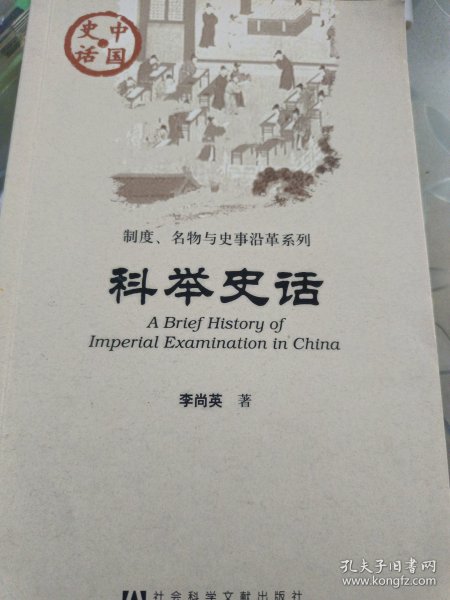 中国
史话
制度、名物与史事沿革系列
科举史话
A Brief History of
Imperial Examination in China
李尚英 著
社会科学文献出版社
孔夫子旧书网
www.kongfz.com